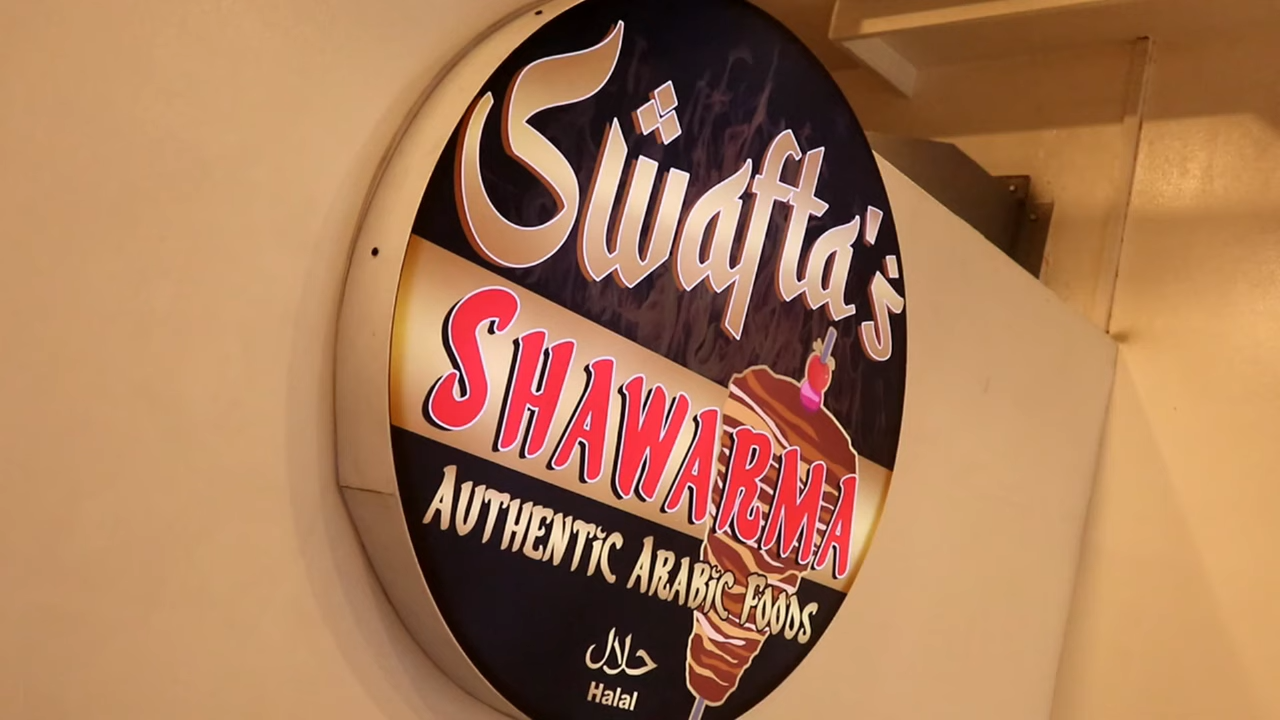 Swafta's
SHAWARMA
AUTHENTIC ARABIC FOODS
حلال
Halal